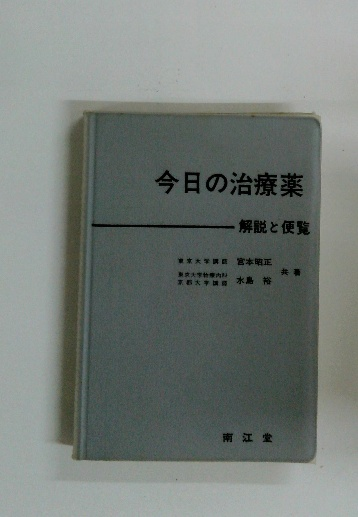 今日の治療薬
解説と便覧
東京大学講師 宮本昭正
東京大学物療内科
京都大学講師 水島 裕
共著
南江堂